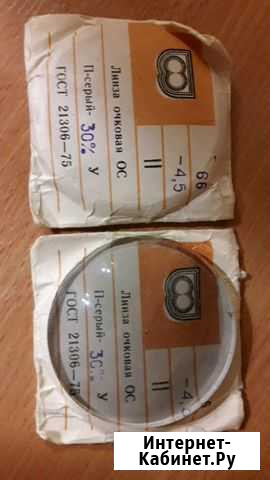 66
-4,5
II
Линза очковая ОС
П-серый- 30% У
ГОСТ 21306-75
-4,
II
Линза очковая ОС
П-серый- 30% У
ГОСТ 21306-75
Интернет-
Кабинет.Ру